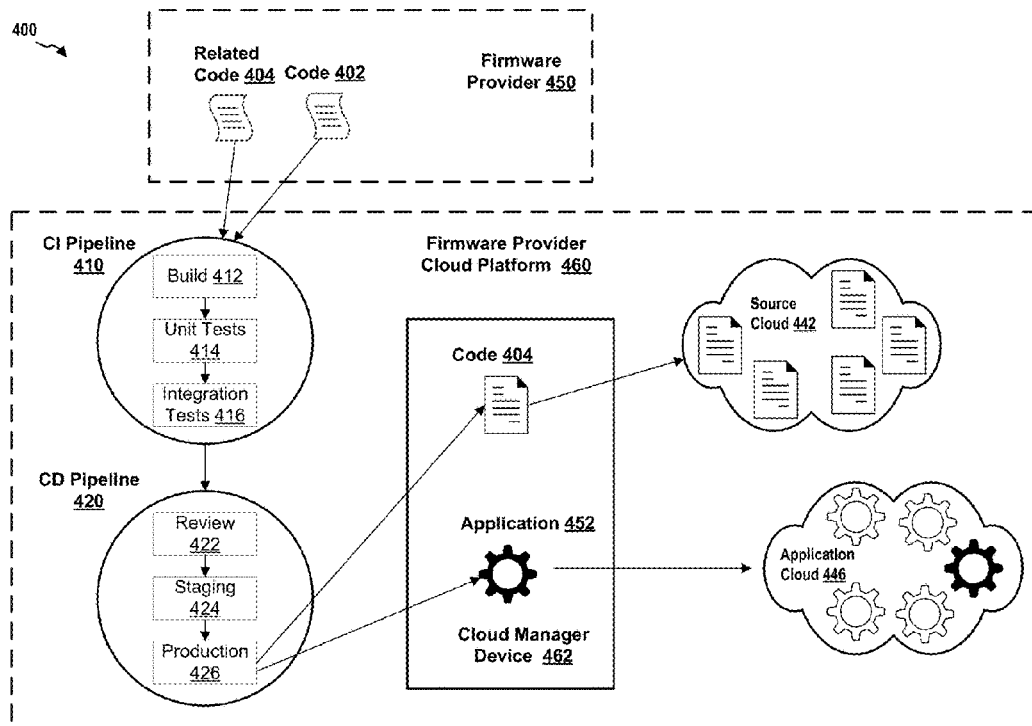 400
Related
Code 404
Code 402
Firmware
Provider 450
CI Pipeline
410
Build 412
Unit Tests
414
Integration
Tests 416
Firmware Provider
Cloud Platform 460
Source
Cloud 442
Code 404
CD Pipeline
420
Review
422
Staging
424
Production
426
Application 452
Cloud Manager
Device 462
Application
Cloud 446